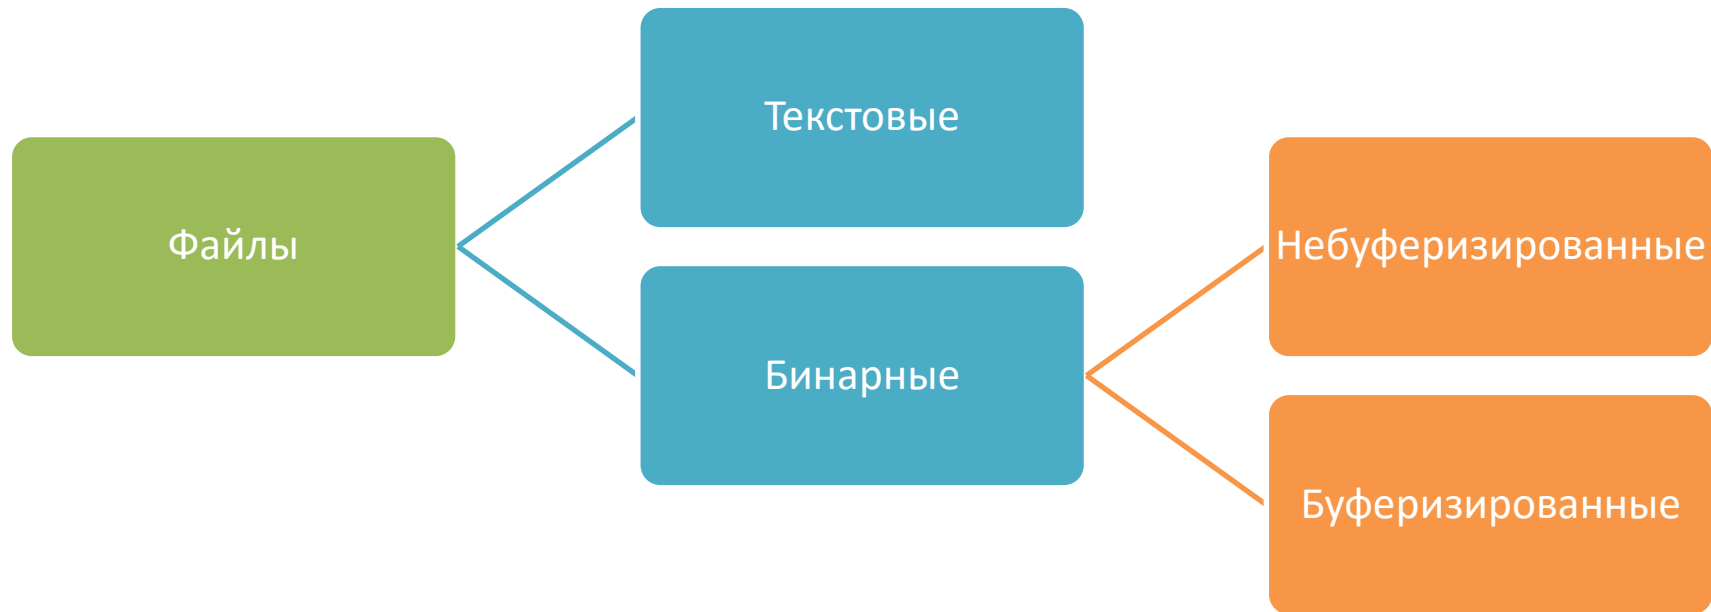 Файлы
Текстовые
Бинарные
Небуферизированные
Буферизированные